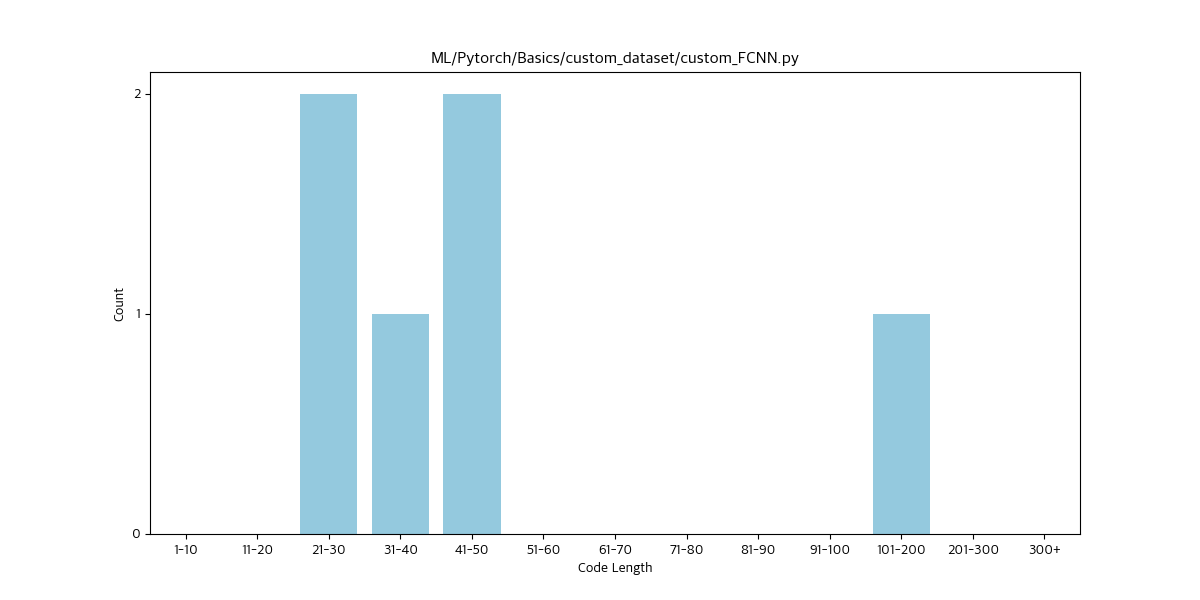 ML/Pytorch/Basics/custom_dataset/custom_FCNN.py
2
1
0
Count
1-10 11-20 21-30 31-40 41-50 51-60 61-70 71-80 81-90 91-100 101-200 201-300 300+
Code Length